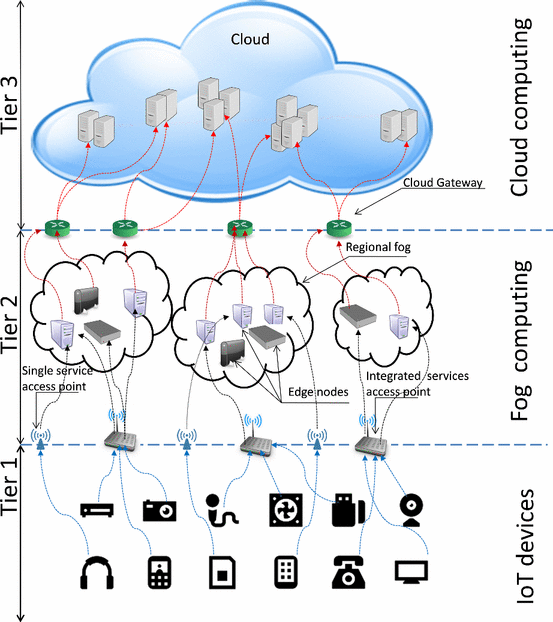 Cloud
Tier 3
Cloud computing
Cloud Gateway
Regional fog
Tier 2
Fog computing
Single service
access point
Edge nodes
Integrated services
access point
Tier 1
IoT devices